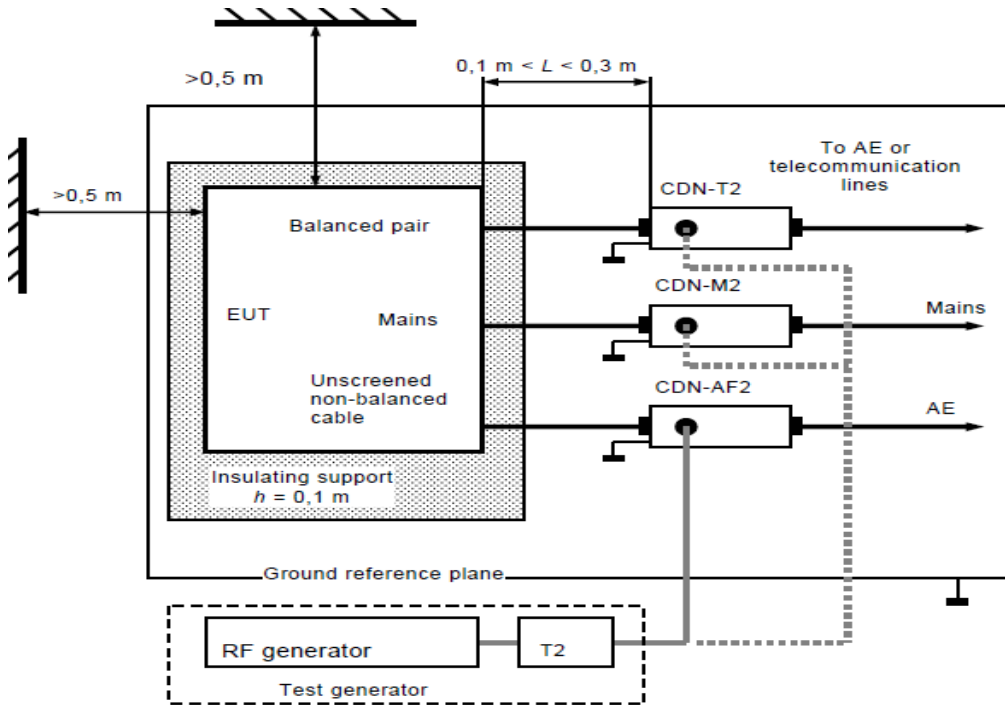 >0,5 m
0,1 m < L < 0,3 m
>0,5 m
To AE or
telecommunication
lines
CDN-T2
Balanced pair
CDN-M2
EUT
Mains
Mains
Unscreened
non-balanced
cable
CDN-AF2
AE
Insulating support
h = 0,1 m
Ground reference plane
RF generator
T2
Test generator